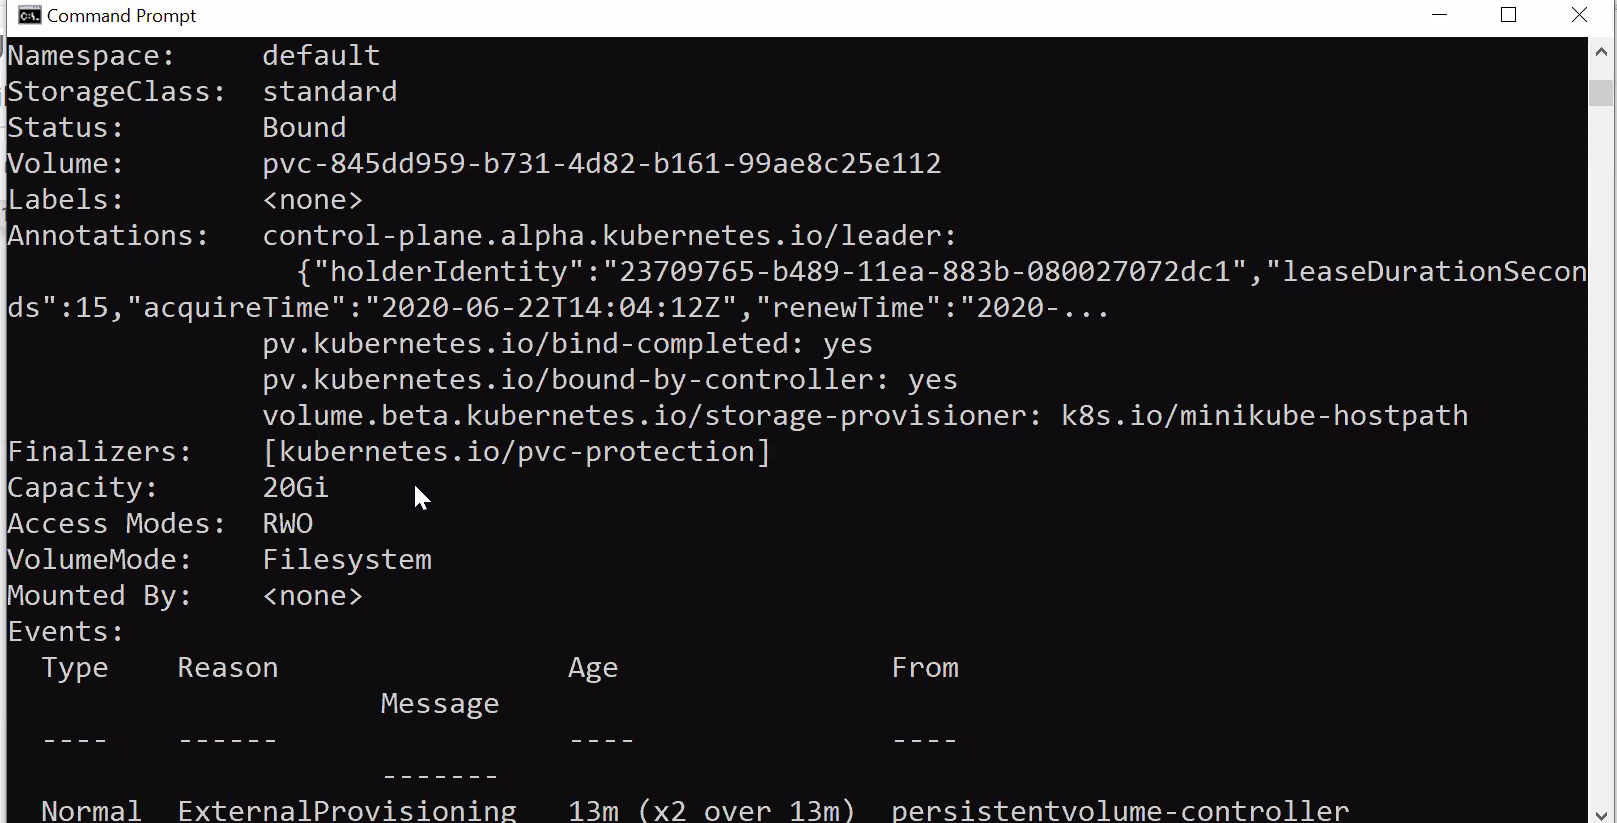 Command Prompt
Namespace: default
StorageClass: standard
Status: Bound
Volume: pvc-845dd959-b731-4d82-b161-99ae8c25e112
Labels: <none>
Annotations: control-plane.alpha.kubernetes.io/leader:
{"holderIdentity":"23709765-b489-11ea-883b-080027072dc1","leaseDurationSecon
ds":15,"acquireTime":"2020-06-22T14:04:12Z","renewTime":"2020-...
pv.kubernetes.io/bind-completed: yes
pv.kubernetes.io/bound-by-controller: yes
volume.beta.kubernetes.io/storage-provisioner: k8s.io/minikube-hostpath
Finalizers: [kubernetes.io/pvc-protection]
Capacity: 20Gi
Access Modes: RWO
VolumeMode: Filesystem
Mounted By: <none>
Events:
Type Reason Age From
Message
---- ------ ---- ----
-------
Normal ExternalProvisioning 13m (x2 over 13m) persistentvolume-controller